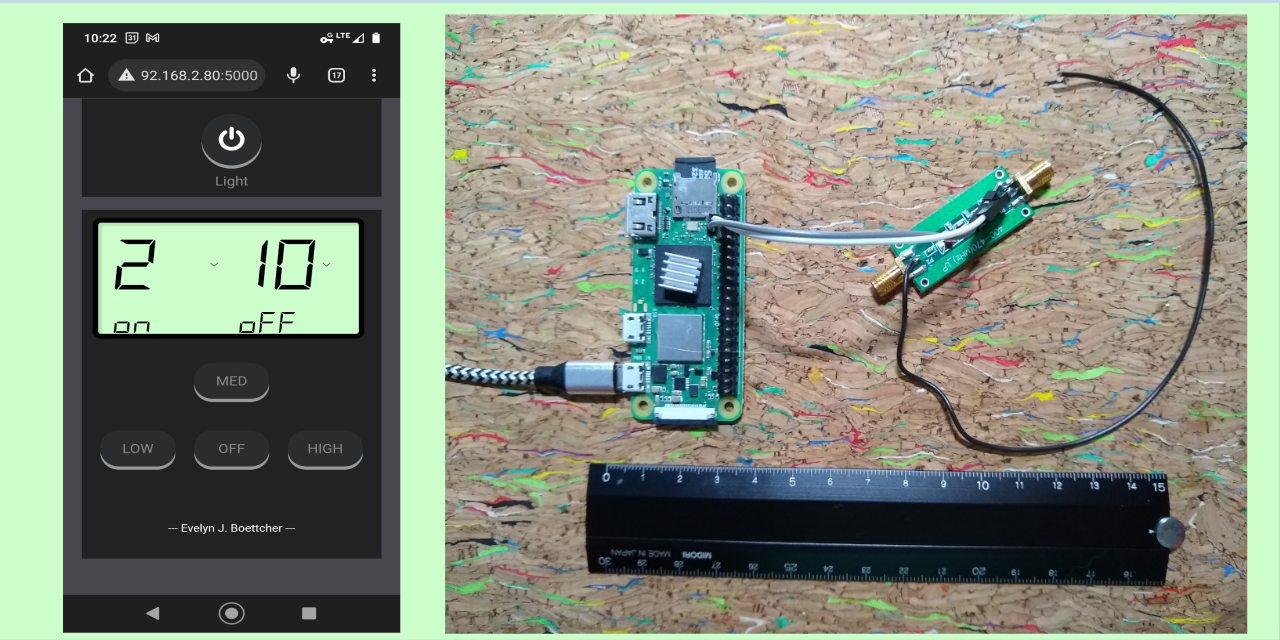 10:22 31 LTE
92.168.2.80:5000 17
Light
2 10
on oFF
MED
LOW OFF HIGH
--- Evelyn J. Boettcher ---
0 1 2 3 4 5 6 7 8 9 10 11 12 13 14 15
30 29 28 27 26 25 24 23 22 21 20 19 18 17 16
MADE IN JAPAN MIDORI